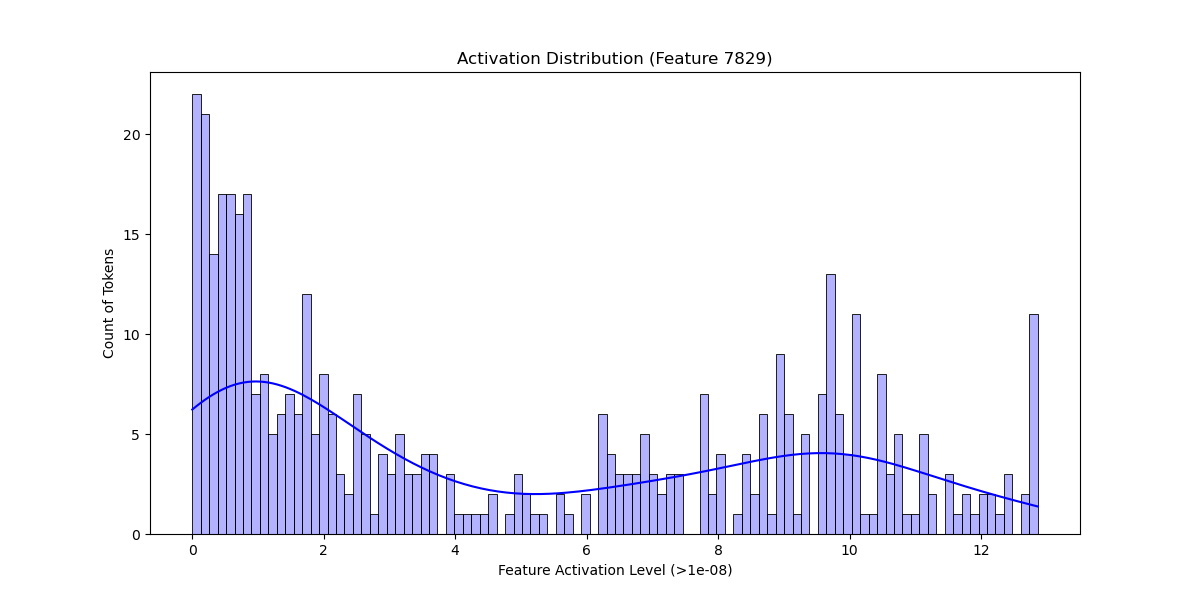 Activation Distribution (Feature 7829)
Count of Tokens
20
15
10
5
0
0 2 4 6 8 10 12
Feature Activation Level (>1e-08)